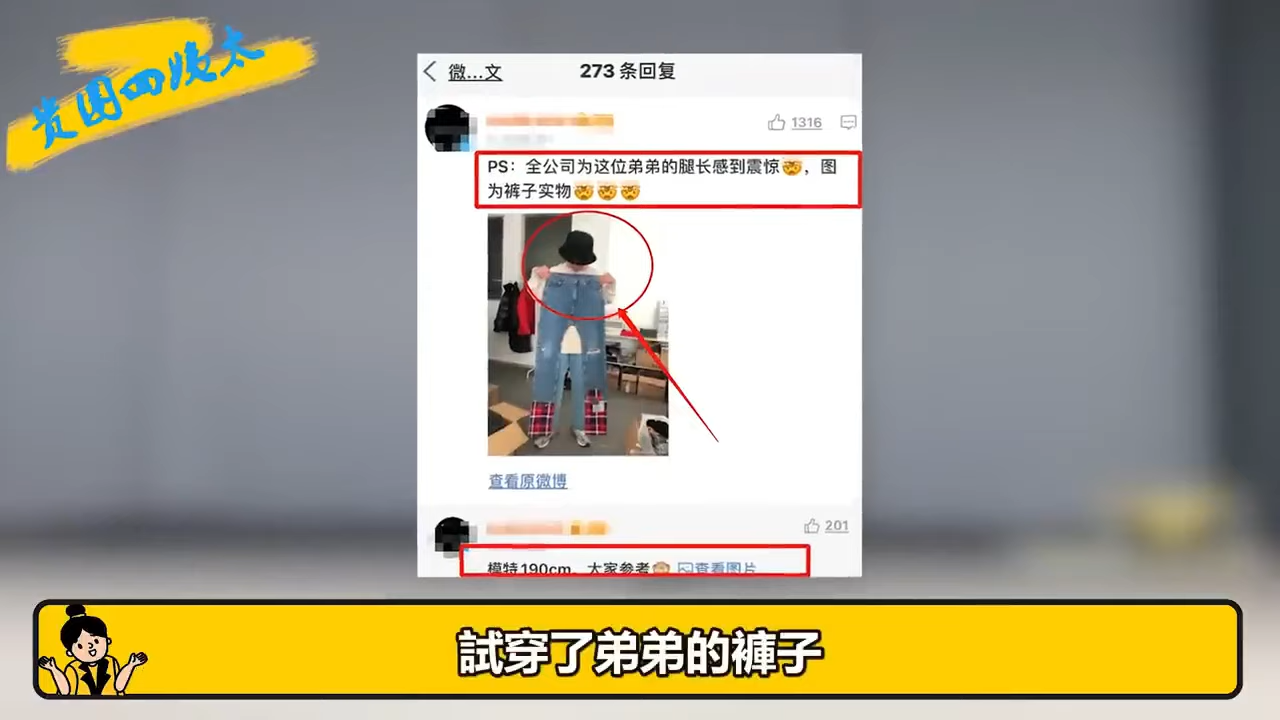 贵圈四姨太
微...文
273条回复
1316
PS：全公司为这位弟弟的腿长感到震惊🤯，图
为裤子实物🤯🤯🤯
查看原微博
201
模特190cm，大家参考🙈 查看图片
試穿了弟弟的褲子